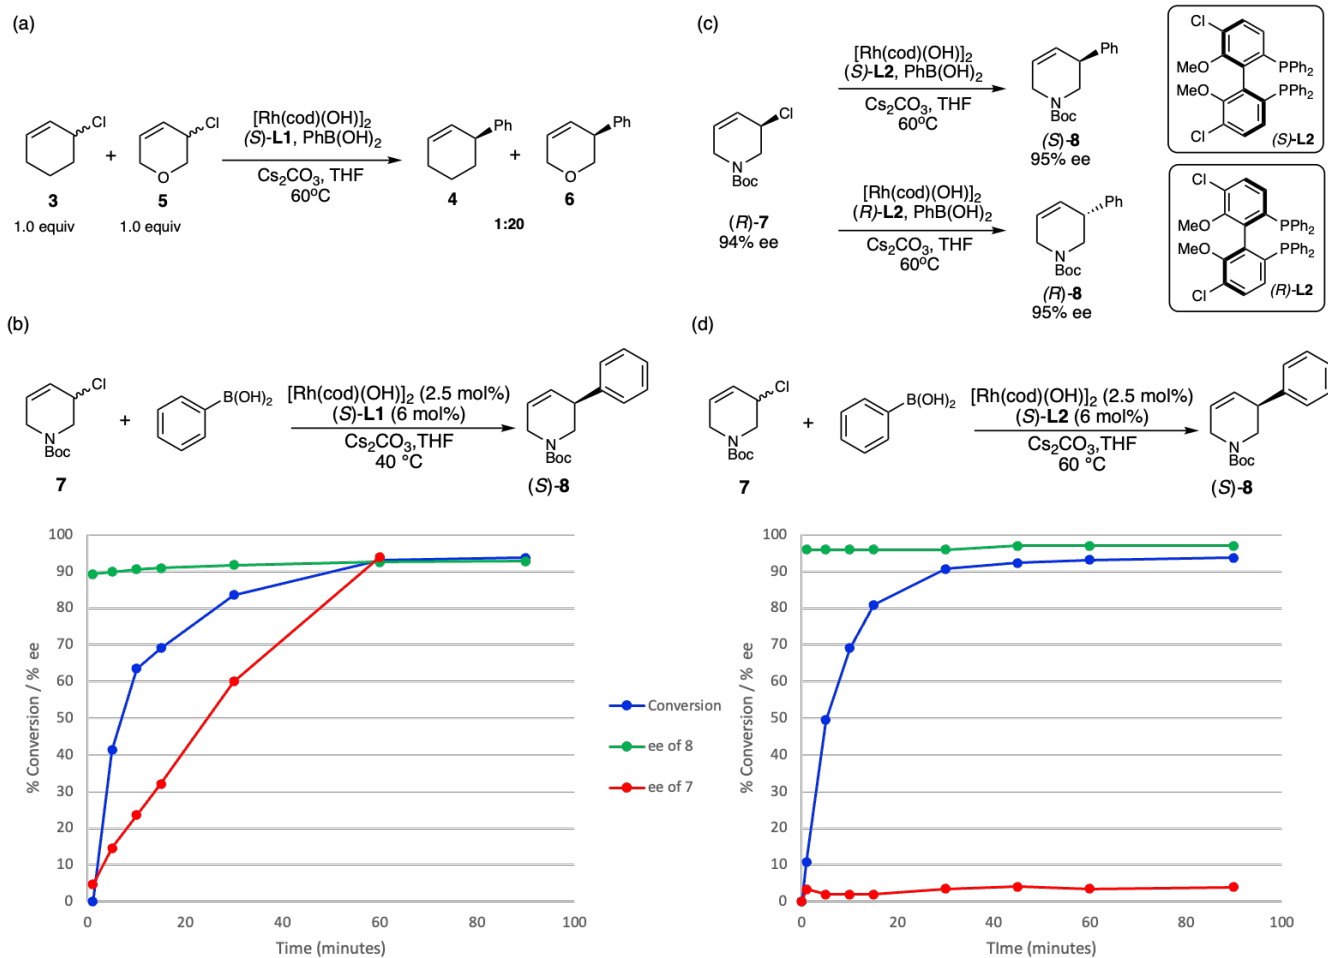 (a)
Cl
Cl
O
3
1.0 equiv
+
5
1.0 equiv
[Rh(cod)(OH)]2
(S)-L1, PhB(OH)2
Cs2CO3, THF
60°C
Ph
4
+
Ph
O
6
1:20
(c)
Cl
N
Boc
(R)-7
94% ee
[Rh(cod)(OH)]2
(S)-L2, PhB(OH)2
Cs2CO3, THF
60°C
Ph
N
Boc
(S)-8
95% ee
[Rh(cod)(OH)]2
(R)-L2, PhB(OH)2
Cs2CO3, THF
60°C
Ph
N
Boc
(R)-8
95% ee
Cl
MeO
PPh2
MeO
PPh2
Cl
(S)-L2
Cl
MeO
PPh2
MeO
PPh2
Cl
(R)-L2
(b)
Cl
N
Boc
7
+
B(OH)2
[Rh(cod)(OH)]2 (2.5 mol%)
(S)-L1 (6 mol%)
Cs2CO3,THF
40 °C
N
Boc
(S)-8
100
90
80
70
60
50
40
30
20
10
0
% Conversion / % ee
0 20 40 60 80 100
Time (minutes)
Conversion
ee of 8
ee of 7
(d)
Cl
N
Boc
7
+
B(OH)2
[Rh(cod)(OH)]2 (2.5 mol%)
(S)-L2 (6 mol%)
Cs2CO3,THF
60 °C
N
Boc
(S)-8
100
90
80
70
60
50
40
30
20
10
0
% Conversion / % ee
0 20 40 60 80 100
TIme (minutes)